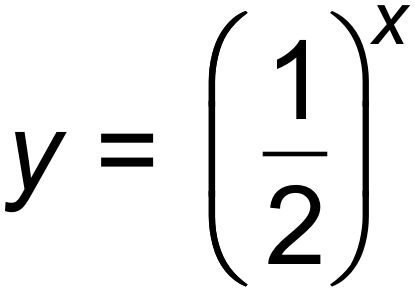 y = (1/2)^x